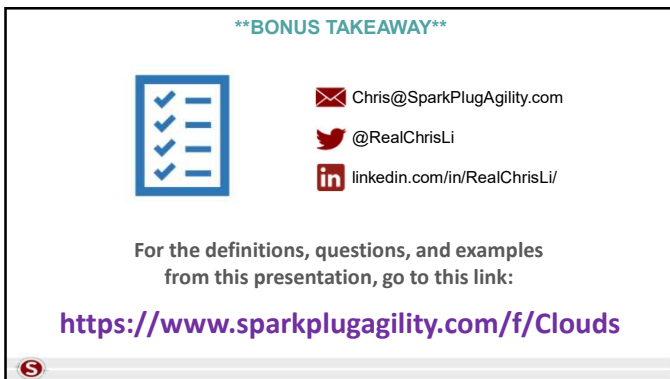 **BONUS TAKEAWAY**
Chris@SparkPlugAgility.com
@RealChrisLi
in linkedin.com/in/RealChrisLi/
For the definitions, questions, and examples
from this presentation, go to this link:
https://www.sparkplugagility.com/f/Clouds
S